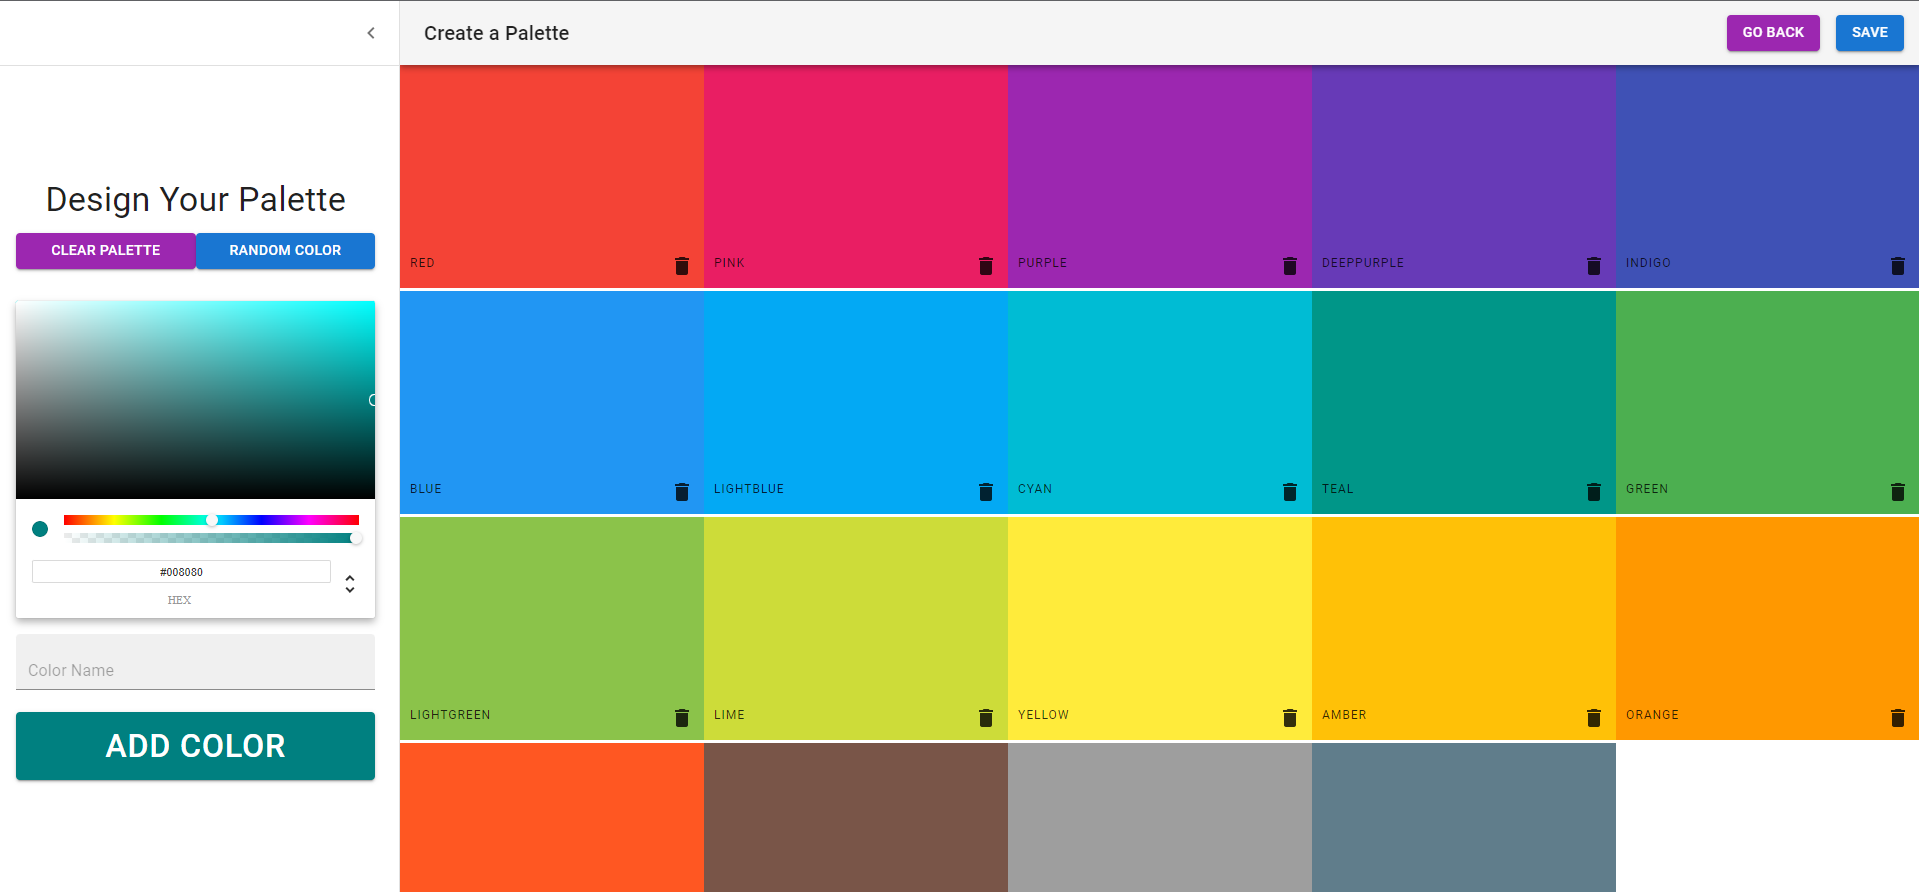 Create a Palette
GO BACK
SAVE
Design Your Palette
CLEAR PALETTE
RANDOM COLOR
#008080
HEX
Color Name
ADD COLOR
RED
PINK
PURPLE
DEEPPURPLE
INDIGO
BLUE
LIGHTBLUE
CYAN
TEAL
GREEN
LIGHTGREEN
LIME
YELLOW
AMBER
ORANGE